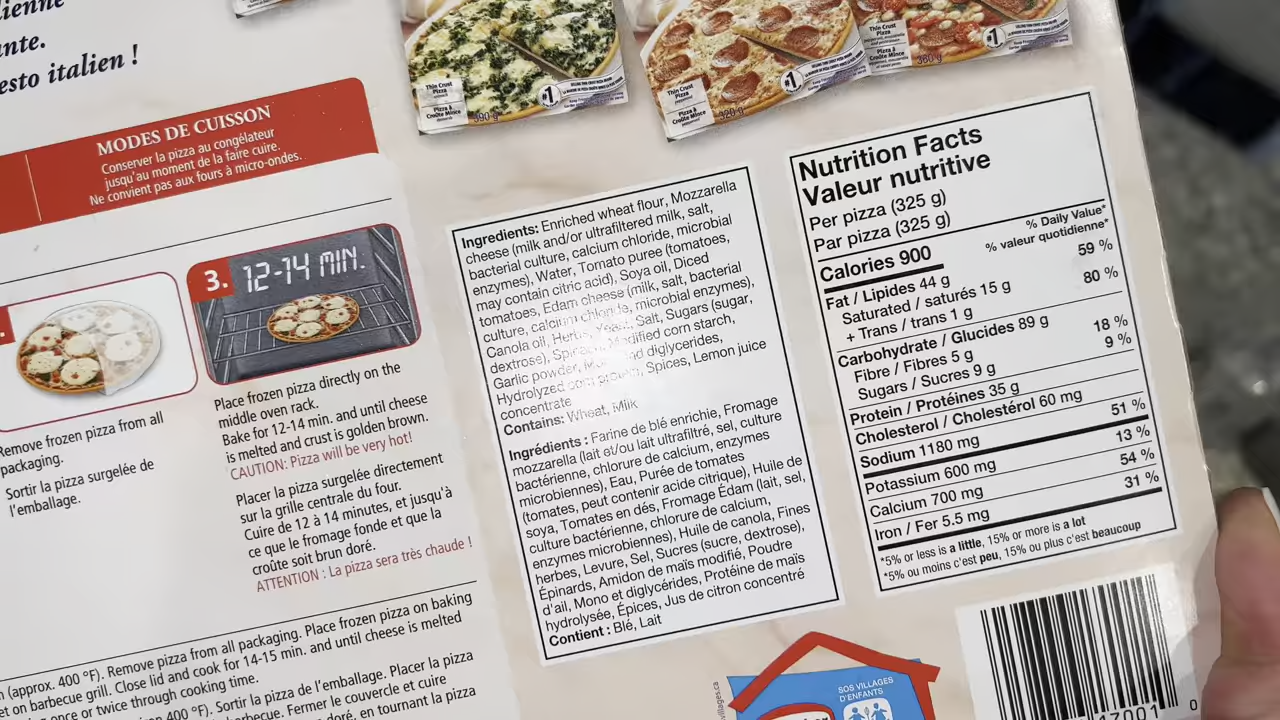 lienne
ante.
esto italien !
Thin Crust
Pizza
Pizza à
Croûte Mince
#1
390 g
Thin Crust
Pizza
Pizza à
Croûte Mince
#1
320 g
Thin Crust
Pizza
Pizza à
Croûte Mince
#1
360 g
MODES DE CUISSON
Conserver la pizza au congélateur
jusqu'au moment de la faire cuire.
Ne convient pas aux fours à micro-ondes.
3. 12-14 MIN.
Remove frozen pizza from all
packaging.
Sortir la pizza surgelée de
l'emballage.
Place frozen pizza directly on the
middle oven rack.
Bake for 12-14 min. and until cheese
is melted and crust is golden brown.
CAUTION: Pizza will be very hot!
Placer la pizza surgelée directement
sur la grille centrale du four.
Cuire de 12 à 14 minutes, et jusqu'à
ce que le fromage fonde et que la
croûte soit brun doré.
ATTENTION : La pizza sera très chaude !
(approx. 400 °F). Remove pizza from all packaging. Place frozen pizza on baking
et on barbecue grill. Close lid and cook for 14-15 min. and until cheese is melted
once or twice through cooking time.
400 °F). Sortir la pizza de l'emballage. Placer la pizza
barbecue. Fermer le couvercle et cuire
doré, en tournant la pizza
Ingredients: Enriched wheat flour, Mozzarella
cheese (milk and/or ultrafiltered milk, salt,
bacterial culture, calcium chloride, microbial
enzymes), Water, Tomato puree (tomatoes,
may contain citric acid), Soya oil, Diced
tomatoes, Edam cheese (milk, salt, bacterial
culture, calcium chloride, microbial enzymes),
Canola oil, Herbs, Yeast, Salt, Sugars (sugar,
dextrose), Spinach, Modified corn starch,
Garlic powder, Mono and diglycerides,
Hydrolyzed corn protein, Spices, Lemon juice
concentrate
Contains: Wheat, Milk
Ingrédients : Farine de blé enrichie, Fromage
mozzarella (lait et/ou lait ultrafiltré, sel, culture
bactérienne, chlorure de calcium, enzymes
microbiennes), Eau, Purée de tomates
(tomates, peut contenir acide citrique), Huile de
soya, Tomates en dés, Fromage Édam (lait, sel,
culture bactérienne, chlorure de calcium,
enzymes microbiennes), Huile de canola, Fines
herbes, Levure, Sel, Sucres (sucre, dextrose),
Épinards, Amidon de maïs modifié, Poudre
d'ail, Mono et diglycérides, Protéine de maïs
hydrolysée, Épices, Jus de citron concentré
Contient : Blé, Lait
Nutrition Facts
Valeur nutritive
Per pizza (325 g)
Par pizza (325 g)
% Daily Value*
% valeur quotidienne*
Calories 900
Fat / Lipides 44 g 59 %
Saturated / saturés 15 g
+ Trans / trans 1 g 80 %
Carbohydrate / Glucides 89 g
Fibre / Fibres 5 g 18 %
Sugars / Sucres 9 g 9 %
Protein / Protéines 35 g
Cholesterol / Cholestérol 60 mg
Sodium 1180 mg 51 %
Potassium 600 mg 13 %
Calcium 700 mg 54 %
Iron / Fer 5.5 mg 31 %
*5% or less is a little, 15% or more is a lot
*5% ou moins c'est peu, 15% ou plus c'est beaucoup
SOS VILLAGES
D'ENFANTS
villages.ca
47001 0